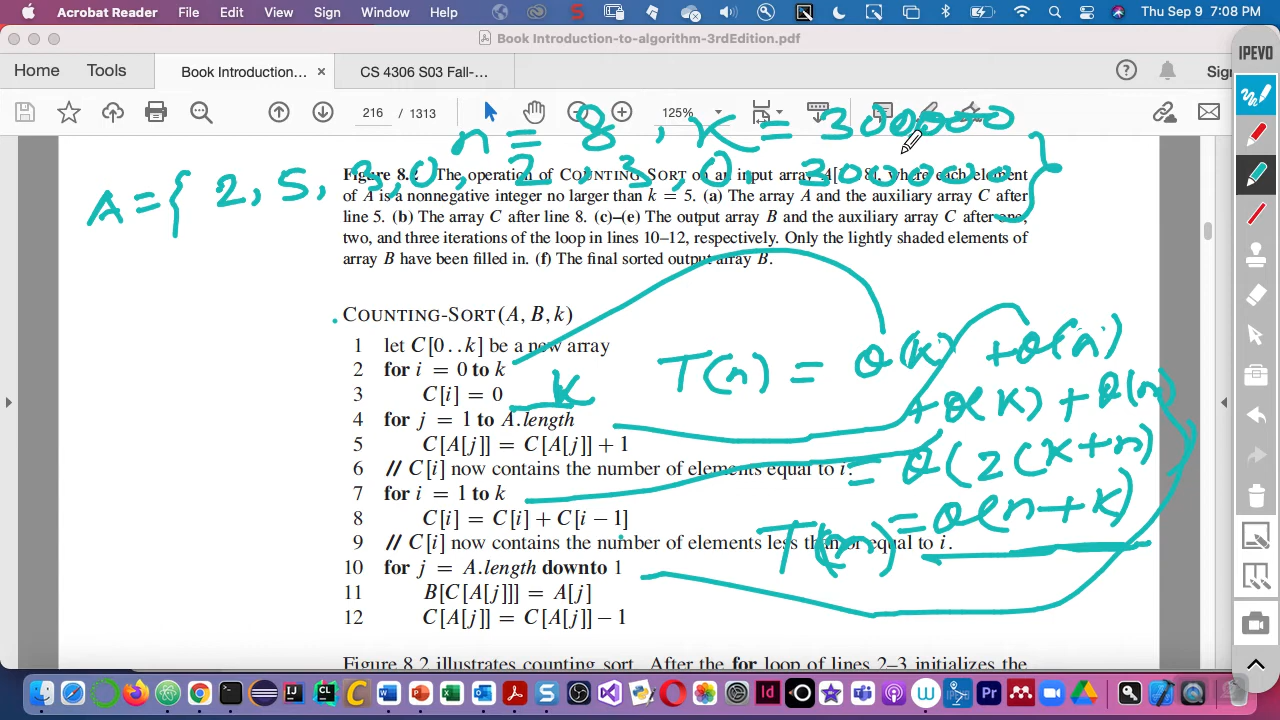 Acrobat Reader File Edit View Sign Window Help Thu Sep 9 7:08 PM
Book Introduction-to-algorithm-3rdEdition.pdf
IPEVO
Home Tools Book Introduction... × CS 4306 S03 Fall-... Sig
216 / 1313 125%
n = 8 , K = 300000
A = { 2, 5, 3, 0, 2, 3, 0, 300000 }
Figure 8.2 The operation of COUNTING-SORT on an input array A[1..8], where each element
of A is a nonnegative integer no larger than k = 5. (a) The array A and the auxiliary array C after
line 5. (b) The array C after line 8. (c)–(e) The output array B and the auxiliary array C after one,
two, and three iterations of the loop in lines 10–12, respectively. Only the lightly shaded elements of
array B have been filled in. (f) The final sorted output array B.
COUNTING-SORT(A, B, k)
1 let C[0..k] be a new array
2 for i = 0 to k
3 C[i] = 0
K
4 for j = 1 to A.length
5 C[A[j]] = C[A[j]] + 1
6 // C[i] now contains the number of elements equal to i.
7 for i = 1 to k
8 C[i] = C[i] + C[i − 1]
9 // C[i] now contains the number of elements less than or equal to i.
10 for j = A.length downto 1
11 B[C[A[j]]] = A[j]
12 C[A[j]] = C[A[j]] − 1
T(n) = θ(k) + θ(n)
+ θ(K) + θ(n)
= θ(2(K+n)
T(n) = θ(n+K)
Figure 8.2 illustrates counting sort. After the for loop of lines 2–3 initializes the